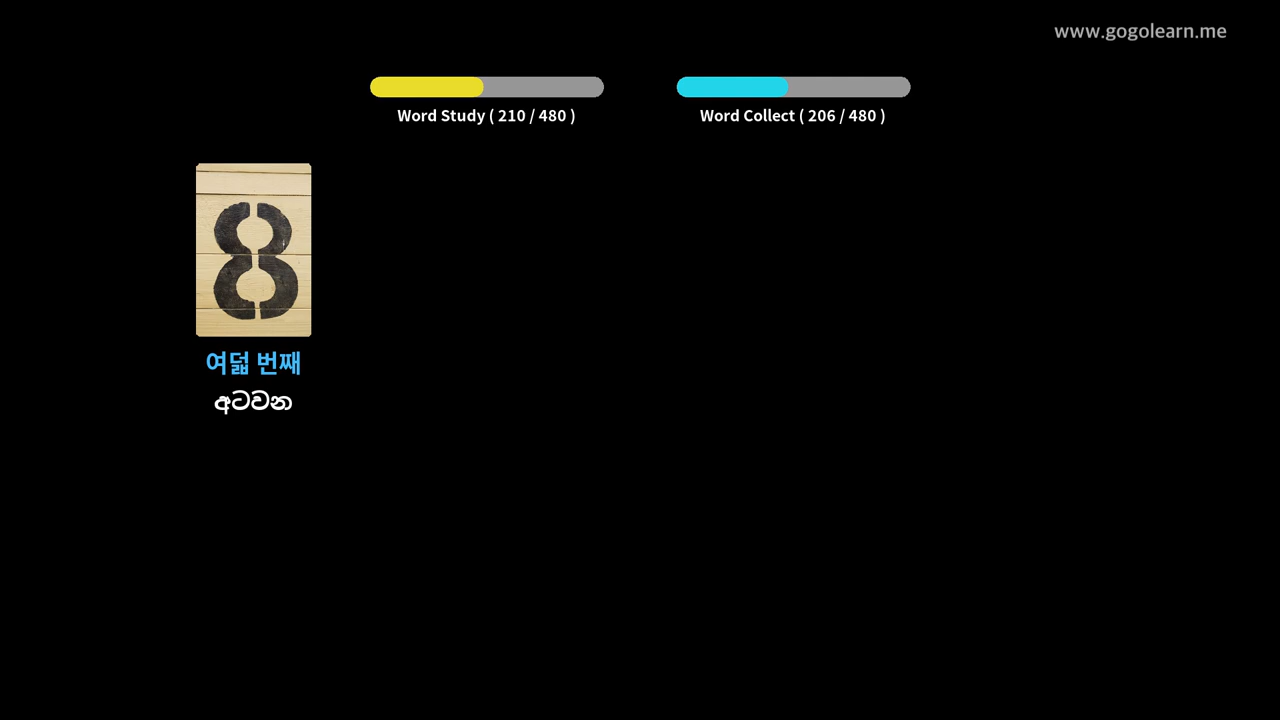 www.gogolearn.me
Word Study ( 210 / 480 )
Word Collect ( 206 / 480 )
8
여덟 번째
අටවන